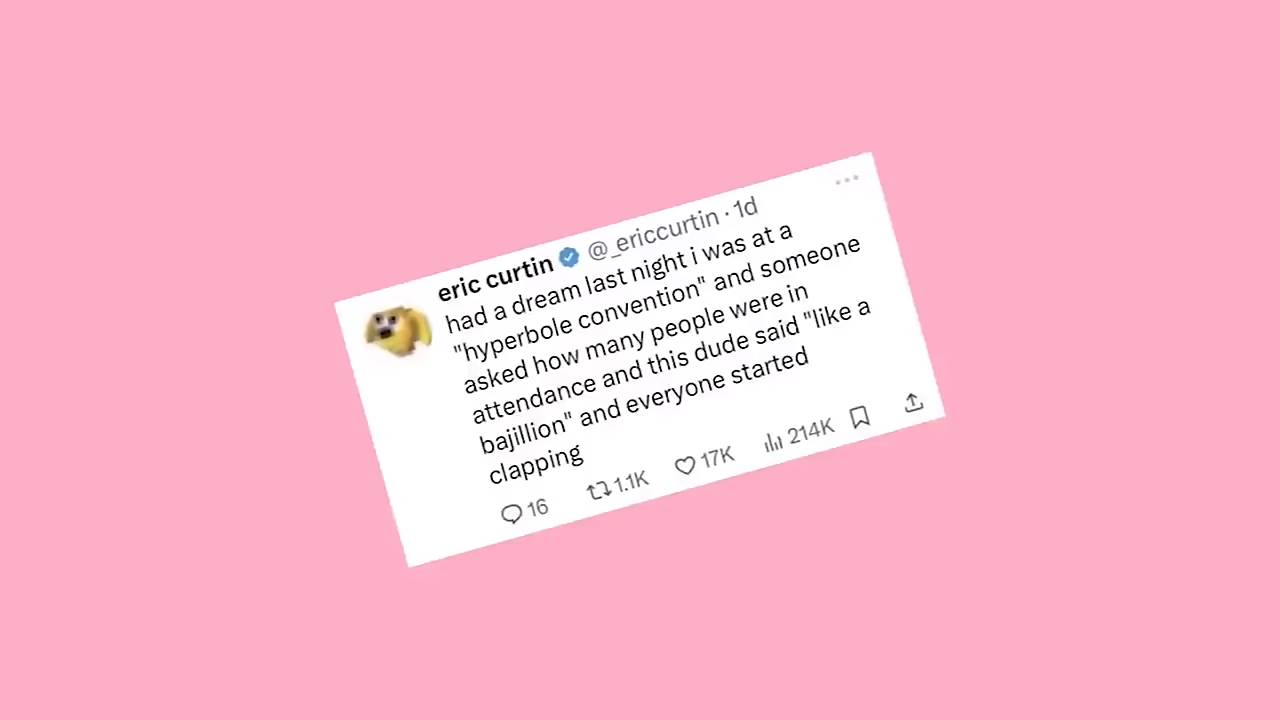 eric curtin @_ericcurtin · 1d
had a dream last night i was at a
"hyperbole convention" and someone
asked how many people were in
attendance and this dude said "like a
bajillion" and everyone started
clapping
16 1.1K 17K 214K